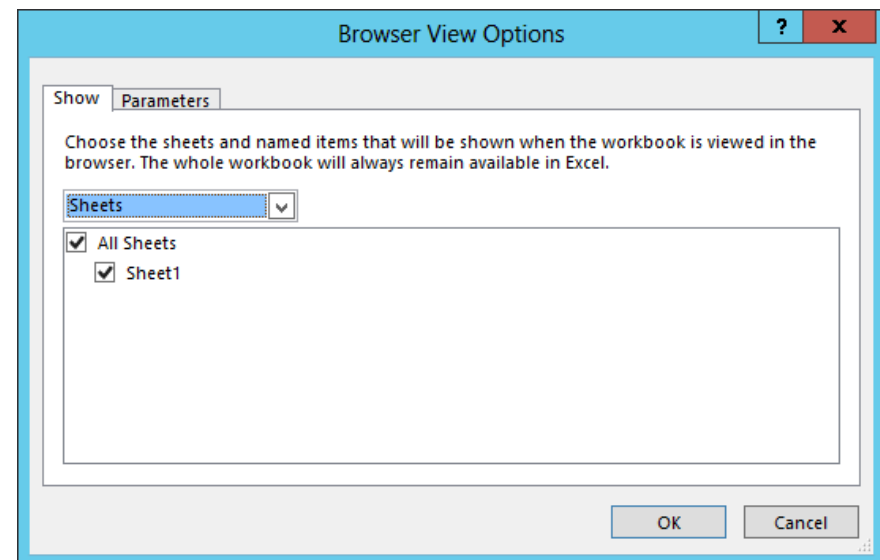 Browser View Options
?
x
Show
Parameters
Choose the sheets and named items that will be shown when the workbook is viewed in the
browser. The whole workbook will always remain available in Excel.
Sheets
All Sheets
Sheet1
OK
Cancel